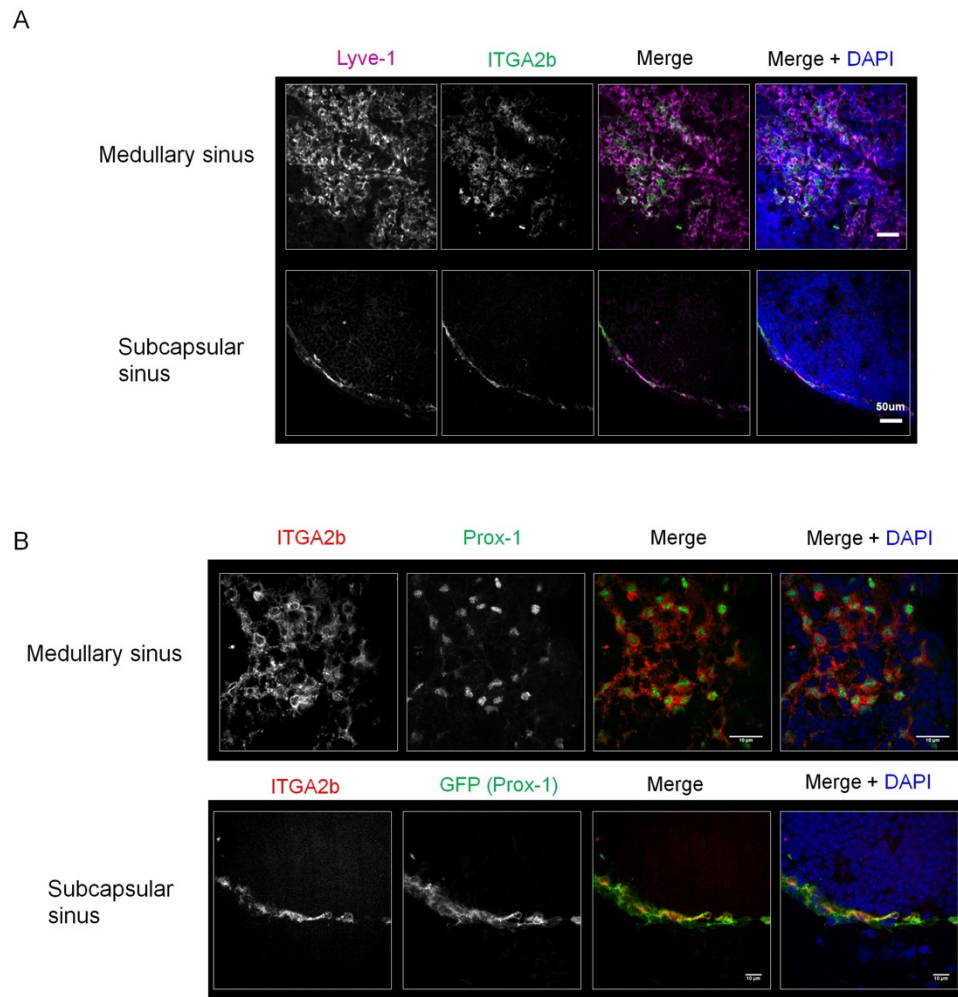 A
Lyve-1 ITGA2b Merge Merge + DAPI
Medullary sinus
Subcapsular
sinus
50um
B
ITGA2b Prox-1 Merge Merge + DAPI
Medullary sinus
10 µm 10 µm
ITGA2b GFP (Prox-1) Merge Merge + DAPI
Subcapsular
sinus
10 µm 10 µm